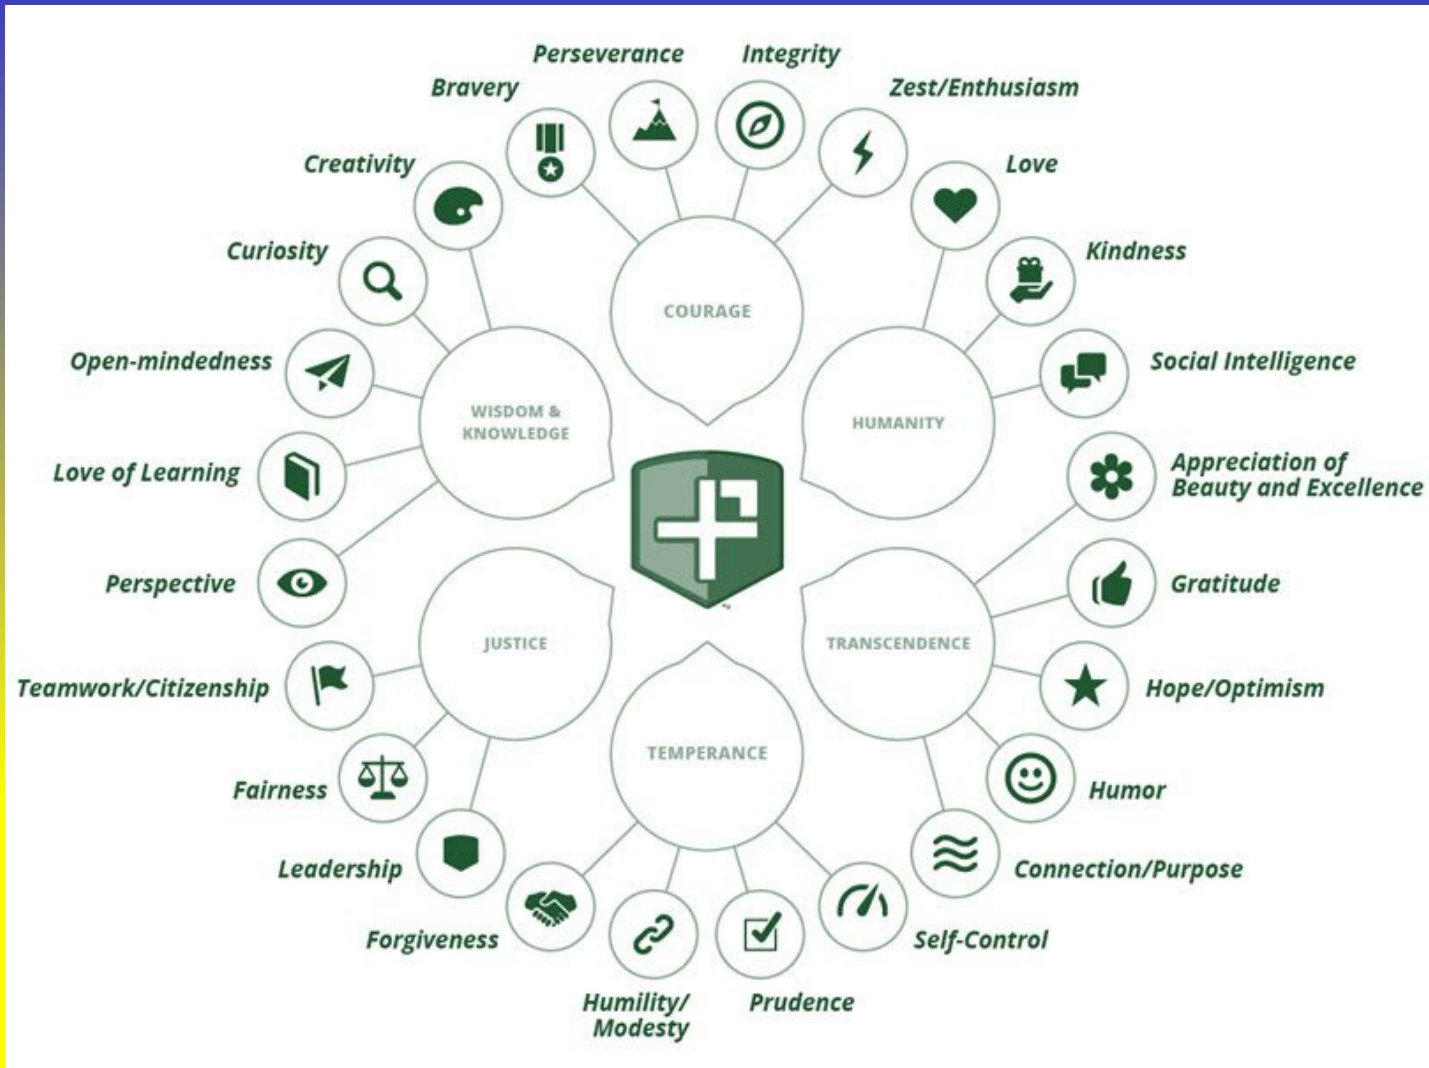 Perseverance
Integrity
Bravery
Zest/Enthusiasm
Creativity
Love
Curiosity
Kindness
COURAGE
Open-mindedness
Social Intelligence
WISDOM &
KNOWLEDGE
HUMANITY
Love of Learning
Appreciation of
Beauty and Excellence
Perspective
Gratitude
JUSTICE
TRANSCENDENCE
Teamwork/Citizenship
Hope/Optimism
TEMPERANCE
Fairness
Humor
Leadership
Connection/Purpose
Forgiveness
Self-Control
Humility/
Modesty
Prudence